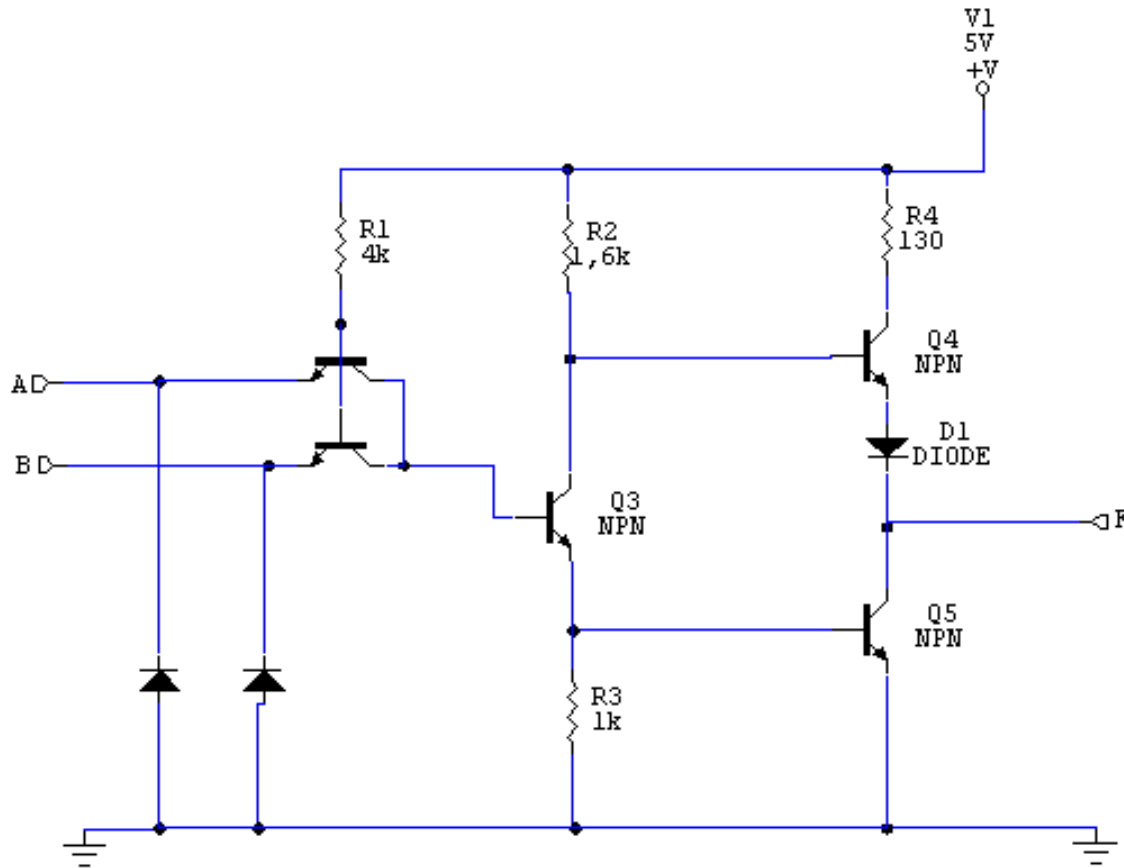 V1
5V
+V
R1
4k
R2
1,6k
R4
130
Q4
NPN
A
B
D1
DIODE
Q3
NPN
F
Q5
NPN
R3
1k